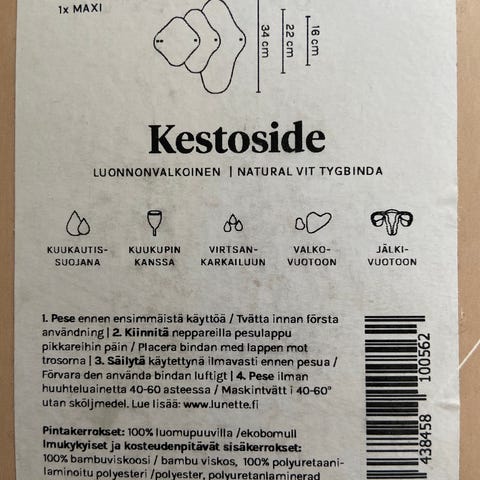 1x MAXI
34 cm
22 cm
16 cm
Kestoside
LUONNONVALKOINEN | NATURAL VIT TYGBINDA
KUUKAUTIS-
SUOJANA
KUUKUPIN
KANSSA
VIRTSAN-
KARKAILUUN
VALKO-
VUOTOON
JÄLKI-
VUOTOON
1. Pese ennen ensimmäistä käyttöä / Tvätta innan första
användning | 2. Kiinnitä neppareilla pesulappu
pikkareihin päin / Placera bindan med lappen mot
trosorna | 3. Säilytä käytettynä ilmavasti ennen pesua /
Förvara den använda bindan luftigt | 4. Pese ilman
huuhteluainetta 40-60 asteessa / Maskintvätt i 40-60°
utan sköljmedel. Lue lisää: www.lunette.fi
Pintakerrokset: 100% luomupuuvilla /ekobomull
Imukykyiset ja kosteudenpitävät sisäkerrokset:
100% bambuviskoosi / bambu viskos, 100% polyuretaani-
laminoitu polyesteri /polyester, polyuretanlaminerad
438458 100562